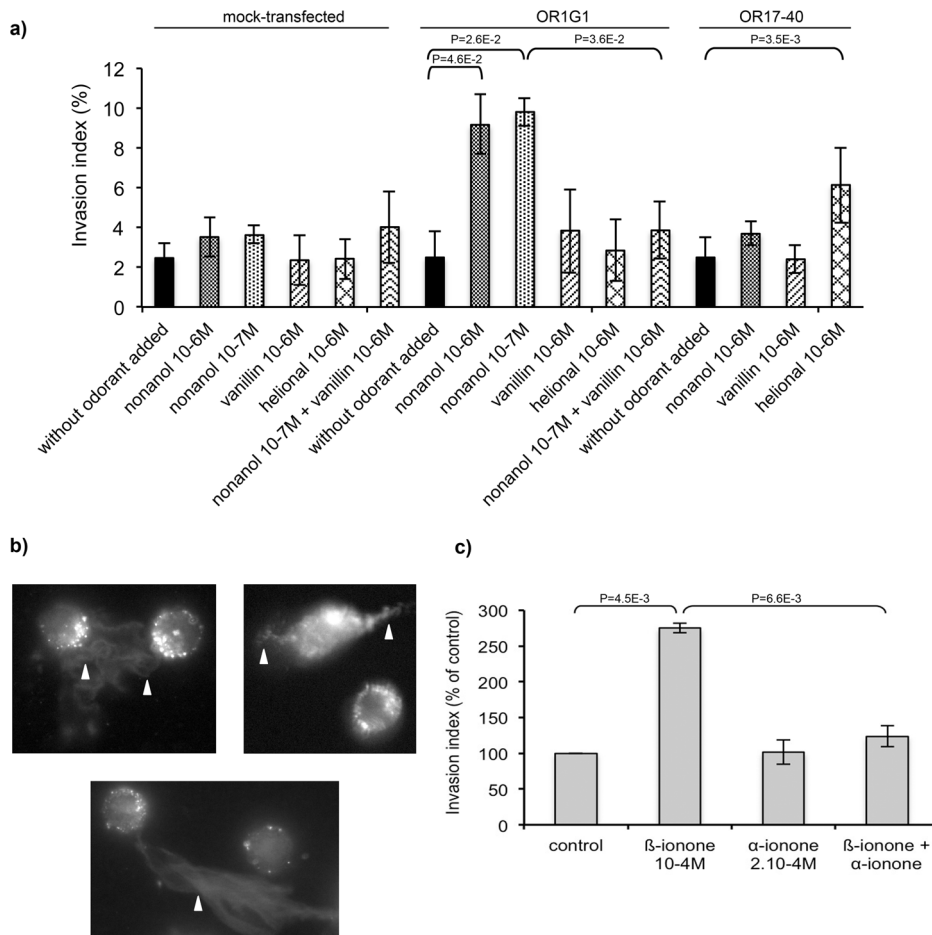 a)
mock-transfected
OR1G1
OR17-40
P=2.6E-2
P=3.6E-2
P=3.5E-3
P=4.6E-2
Invasion index (%)
12
10
8
6
4
2
0
without odorant added
nonanol 10-6M
nonanol 10-7M
vanillin 10-6M
helional 10-6M
nonanol 10-7M + vanillin 10-6M
without odorant added
nonanol 10-6M
nonanol 10-7M
vanillin 10-6M
helional 10-6M
nonanol 10-7M + vanillin 10-6M
without odorant added
nonanol 10-6M
vanillin 10-6M
helional 10-6M
b)
c)
P=4.5E-3
P=6.6E-3
Invasion index (% of control)
300
250
200
150
100
50
0
control
ß-ionone
10-4M
α-ionone
2.10-4M
ß-ionone +
α-ionone